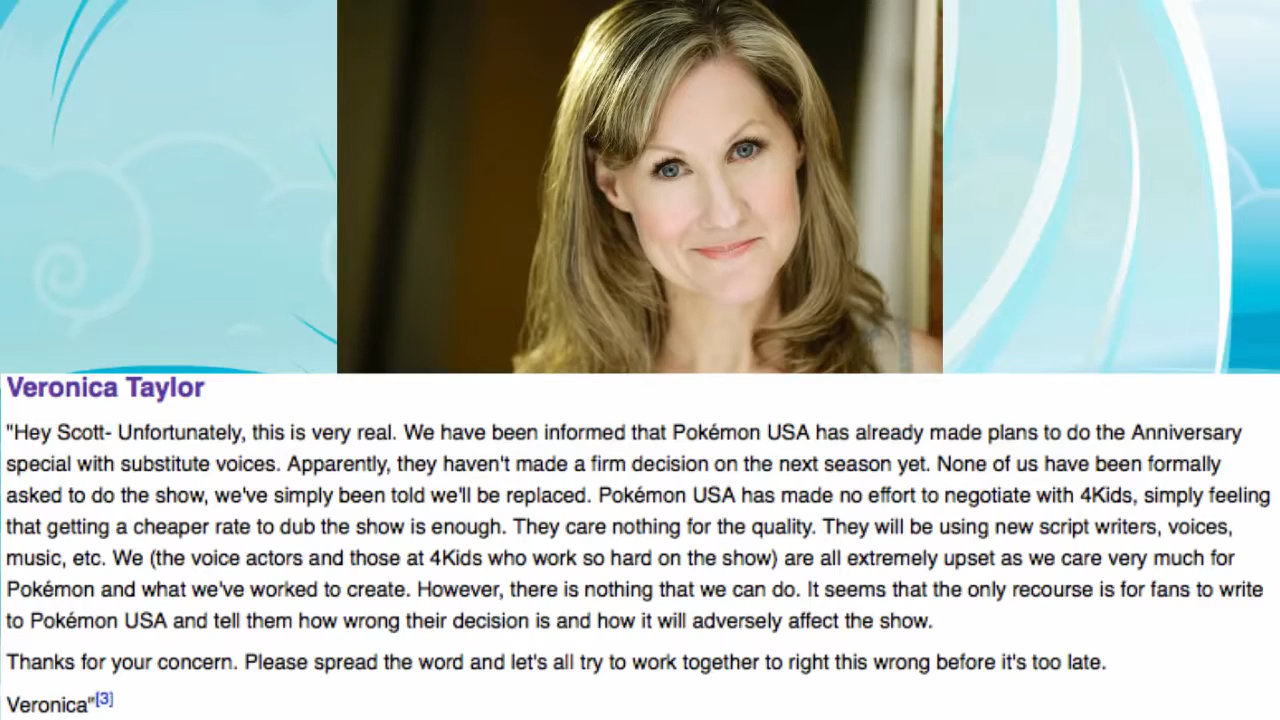 Veronica Taylor
"Hey Scott- Unfortunately, this is very real. We have been informed that Pokémon USA has already made plans to do the Anniversary
special with substitute voices. Apparently, they haven't made a firm decision on the next season yet. None of us have been formally
asked to do the show, we've simply been told we'll be replaced. Pokémon USA has made no effort to negotiate with 4Kids, simply feeling
that getting a cheaper rate to dub the show is enough. They care nothing for the quality. They will be using new script writers, voices,
music, etc. We (the voice actors and those at 4Kids who work so hard on the show) are all extremely upset as we care very much for
Pokémon and what we've worked to create. However, there is nothing that we can do. It seems that the only recourse is for fans to write
to Pokémon USA and tell them how wrong their decision is and how it will adversely affect the show.
Thanks for your concern. Please spread the word and let's all try to work together to right this wrong before it's too late.
Veronica"[3]